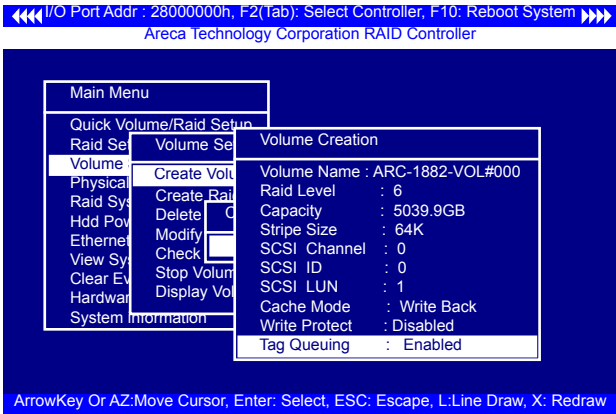 I/O Port Addr : 28000000h, F2(Tab): Select Controller, F10: Reboot System
Areca Technology Corporation RAID Controller
Main Menu
Quick Volume/Raid Setup
Raid Set
Volume
Physical
Raid Sys
Hdd Pow
Ethernet
View Sy
Clear Ev
Hardwar
System Information
Volume Se
Create Volu
Create Rai
Delete
Modify
Check
Stop Volum
Display Vol
C
Volume Creation
Volume Name : ARC-1882-VOL#000
Raid Level : 6
Capacity : 5039.9GB
Stripe Size : 64K
SCSI Channel : 0
SCSI ID : 0
SCSI LUN : 1
Cache Mode : Write Back
Write Protect : Disabled
Tag Queuing : Enabled
ArrowKey Or AZ:Move Cursor, Enter: Select, ESC: Escape, L:Line Draw, X: Redraw